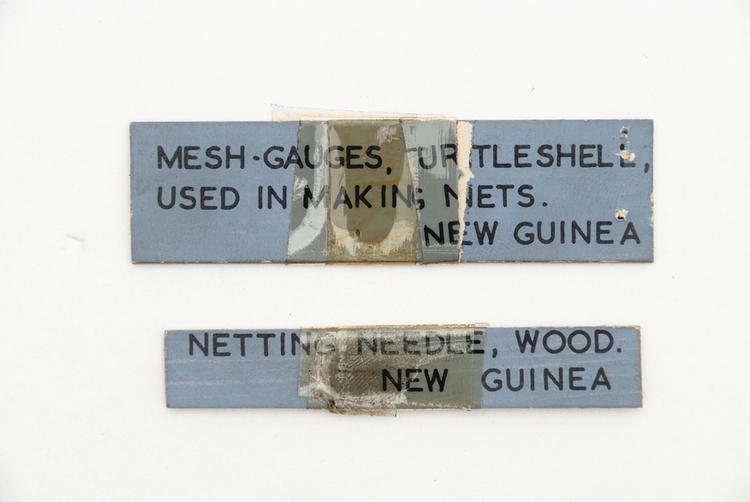 MESH-GAUGES, TURTLESHELL,
USED IN MAKING NETS.
NEW GUINEA
NETTING NEEDLE, WOOD.
NEW GUINEA